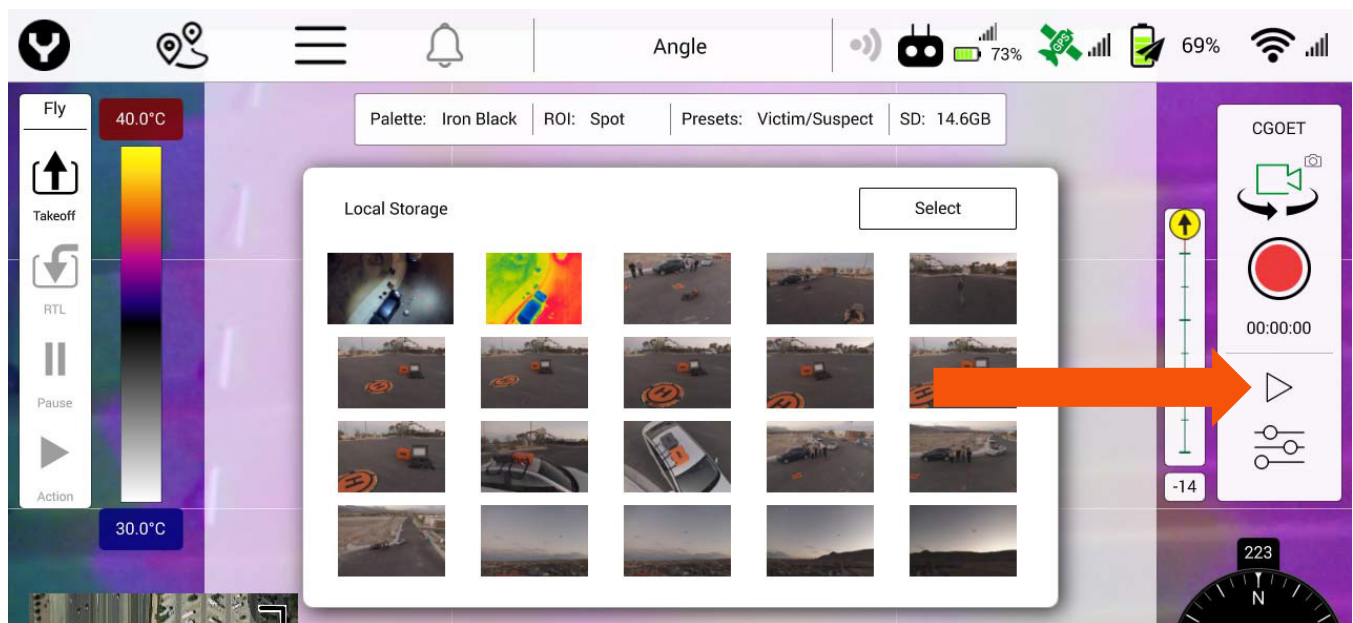 Angle
73%
GPS
69%
Fly
40.0°C
Takeoff
RTL
Pause
Action
30.0°C
Palette: Iron Black ROI: Spot Presets: Victim/Suspect SD: 14.6GB
Local Storage
Select
H
H
H
CGOET
00:00:00
-14
223
N